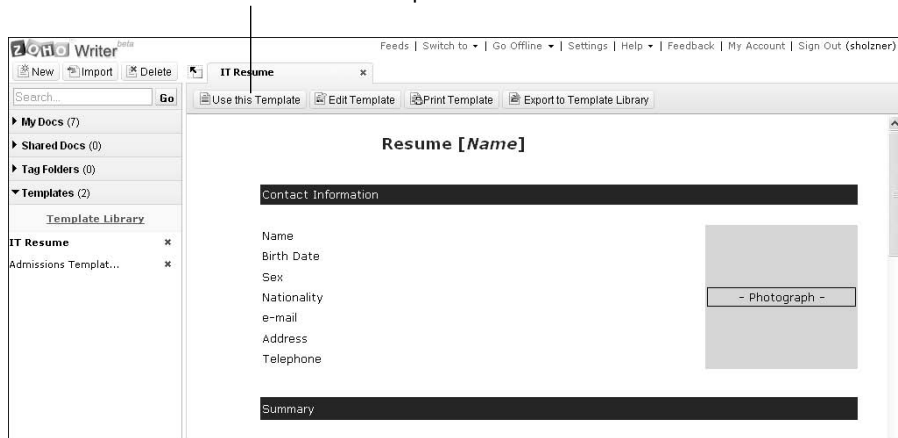 ZOHO Writer beta
Feeds | Switch to | Go Offline | Settings | Help | Feedback | My Account | Sign Out (sholzner)
New Import Delete
IT Resume
Search... Go
Use this Template Edit Template Print Template Export to Template Library
My Docs (7)
Shared Docs (0)
Tag Folders (0)
Templates (2)
Template Library
IT Resume
Admissions Templat...
Resume [Name]
Contact Information
Name
Birth Date
Sex
Nationality
e-mail
Address
Telephone
- Photograph -
Summary